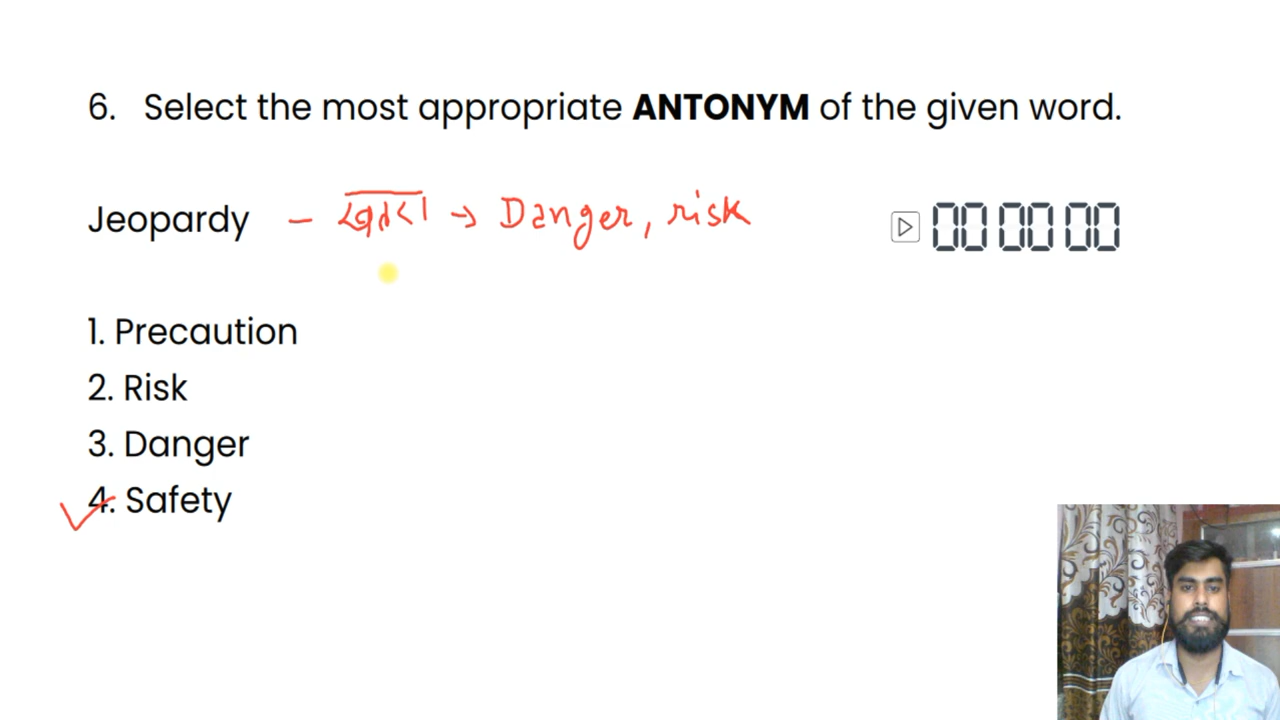 6. Select the most appropriate ANTONYM of the given word.
Jeopardy - → Danger, risk
00 00 00
1. Precaution
2. Risk
3. Danger
4. Safety